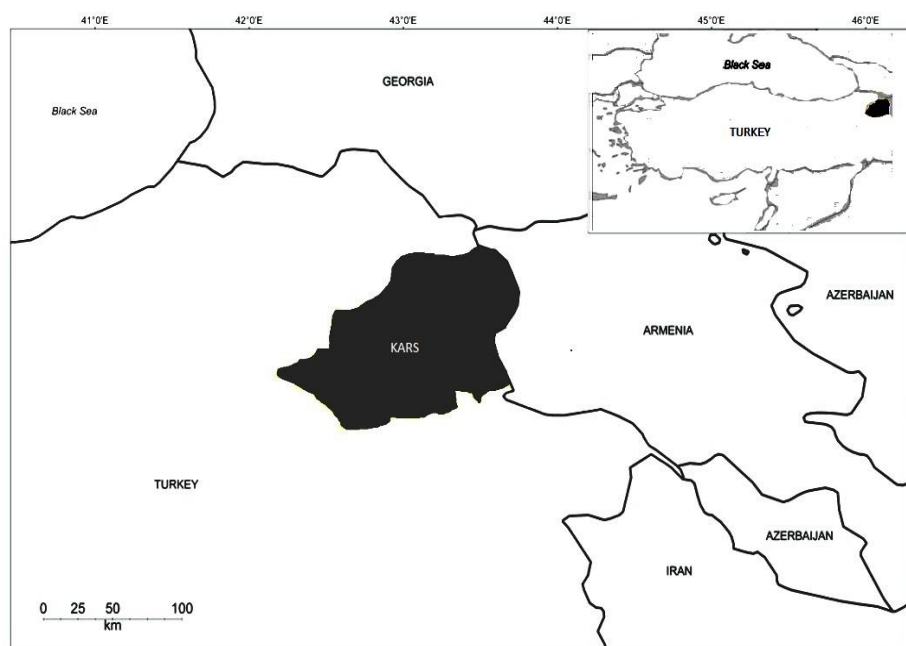 41°0'E 42°0'E 43°0'E 44°0'E 45°0'E 46°0'E
Black Sea
GEORGIA
Black Sea
TURKEY
AZERBAIJAN
ARMENIA
KARS
TURKEY
AZERBAIJAN
IRAN
0 25 50 100
km